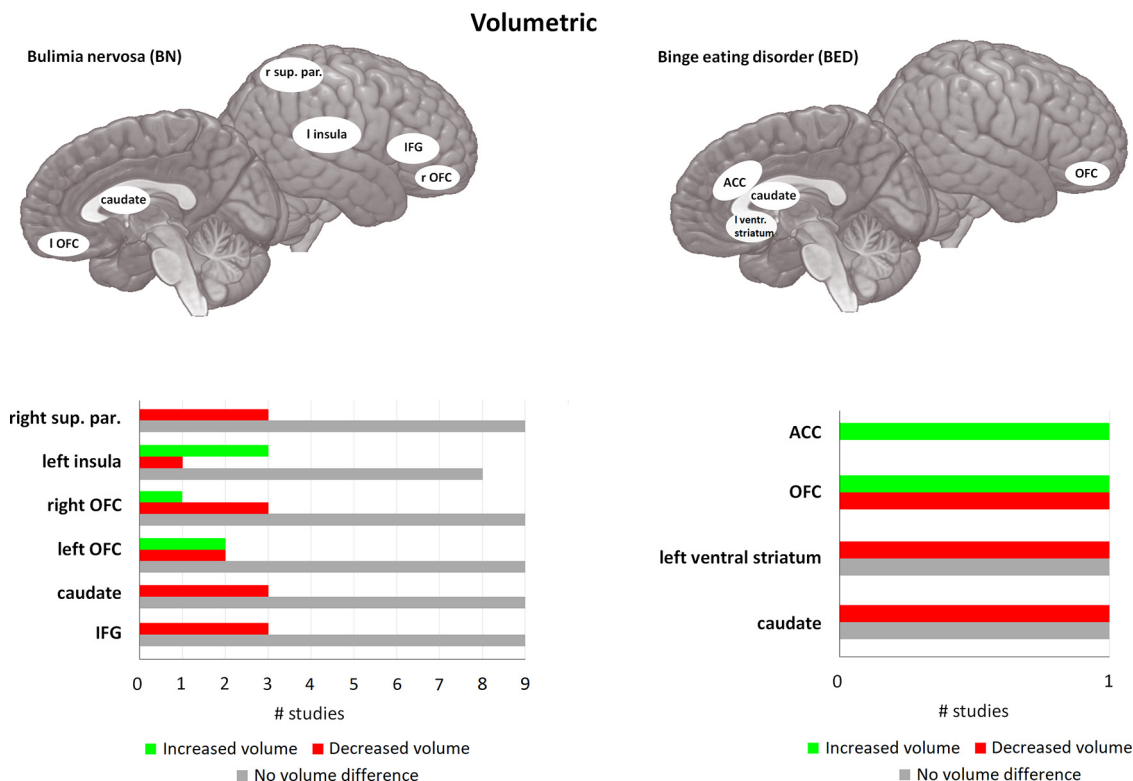 Volumetric
Bulimia nervosa (BN)
r sup. par.
l insula
IFG
r OFC
caudate
l OFC
Binge eating disorder (BED)
OFC
ACC
caudate
l ventr.
striatum
right sup. par.
left insula
right OFC
left OFC
caudate
IFG
0 1 2 3 4 5 6 7 8 9
# studies
Increased volume Decreased volume
No volume difference
ACC
OFC
left ventral striatum
caudate
0 1
# studies
Increased volume Decreased volume
No volume difference